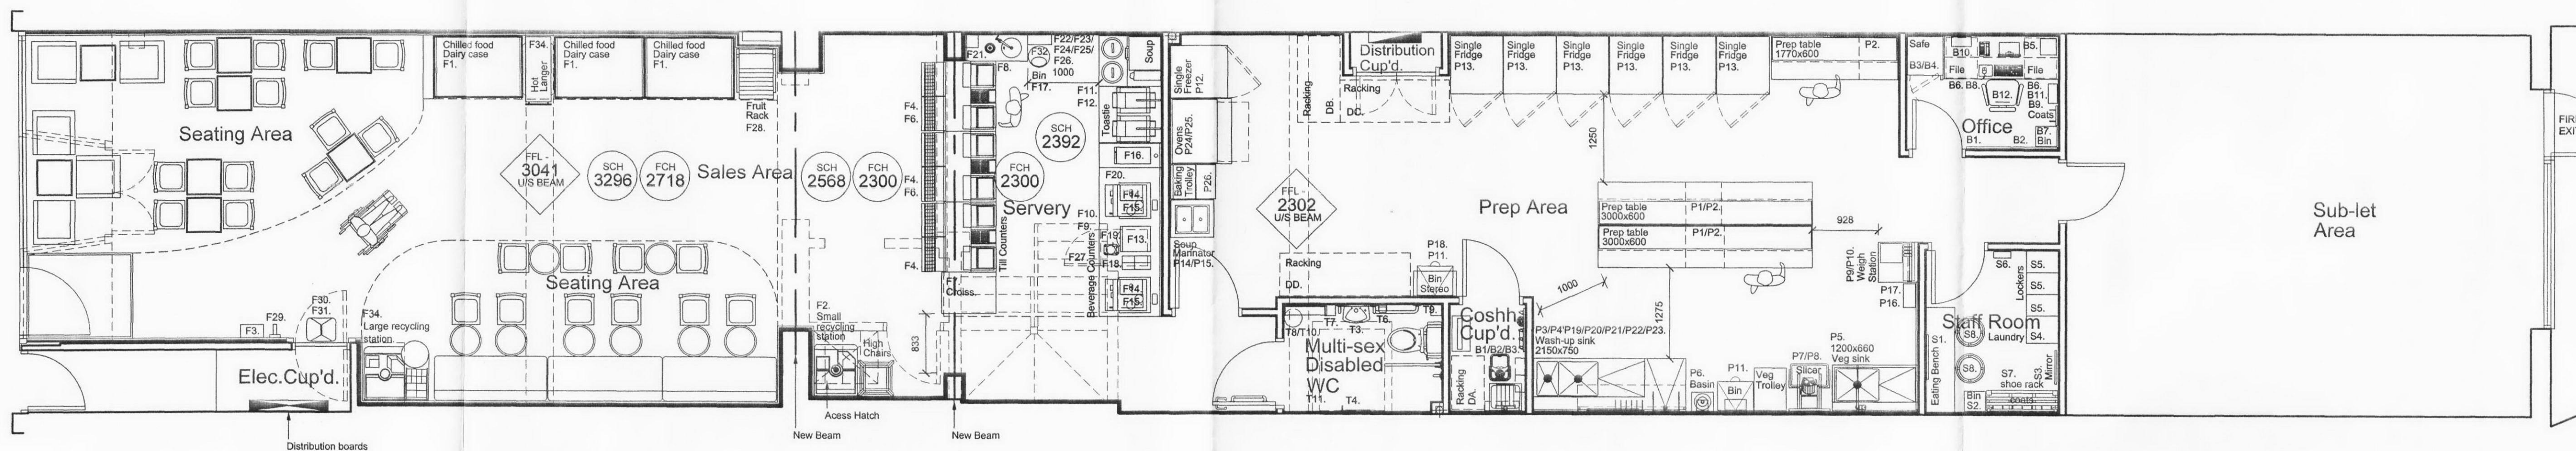 Seating Area
Chilled food
Dairy case
F1.
F34.
Hot
Langer
Chilled food
Dairy case
F1.
Chilled food
Dairy case
F1.
Fruit
Rack
F28.
FFL -
3041
U/S BEAM
SCH
3296
FCH
2718
Sales Area
SCH
2568
FCH
2300
F4.
F6.
F4.
F6.
F4.
Seating Area
F30.
F31.
F3.
F29.
F34.
Large recycling
station
Elec.Cup'd.
Distribution boards
F2.
Small
recycling
station
High
Chairs
833
Acess Hatch
New Beam
New Beam
F21.
F8.
F32
Bin
F17.
F22/F23/
F24/F25/
F26.
1000
Soup
F11.
F12.
Toastie
SCH
2392
FCH
2300
Servery
F16.
F20.
F14.
F15.
F10.
F9.
F19.
F13.
F27
F18.
F14.
F15.
Till Counters
Beverage Counters
Croiss.
Single
Freezer
P12.
Ovens
P24/P25.
Baking
Trolley
P26.
Soup
Marinator
P14/P15.
Racking
DB.
Distribution
Cup'd.
Racking
DC.
FFL -
2302
U/S BEAM
Racking
DD.
P18.
P11.
Bin
Stereo
Single
Fridge
P13.
Single
Fridge
P13.
Single
Fridge
P13.
Single
Fridge
P13.
Single
Fridge
P13.
Single
Fridge
P13.
Prep table
1770x600
P2.
1250
Prep Area
Prep table
3000x600
P1/P2.
Prep table
3000x600
P1/P2.
928
1000
1275
P9/P10.
Weigh
Station
P17.
P16.
T8/T10.
T7.
T3.
T6.
T9.
Multi-sex
Disabled
WC
T11.
T4.
Coshh
Cup'd.
B1/B2/B3.
Racking
DA.
P3/P4'P19/P20/P21/P22/P23.
Wash-up sink
2150x750
P6.
Basin
P11.
Bin
Veg
Trolley
P7/P8.
Slicer
P5.
1200x660
Veg sink
Safe
B3/B4.
B10.
B5.
File
File
B6.
B8.
B12.
B6.
B11.
B9.
Coats
Office
B1.
B2.
B7.
Bin
S6.
Lockers
S5.
S5.
S5.
S4.
Staff Room
Laundry
S8.
S8.
Eating Bench S1.
S7.
shoe rack
S3.
Mirror
Bin
S2.
coats
Sub-let
Area